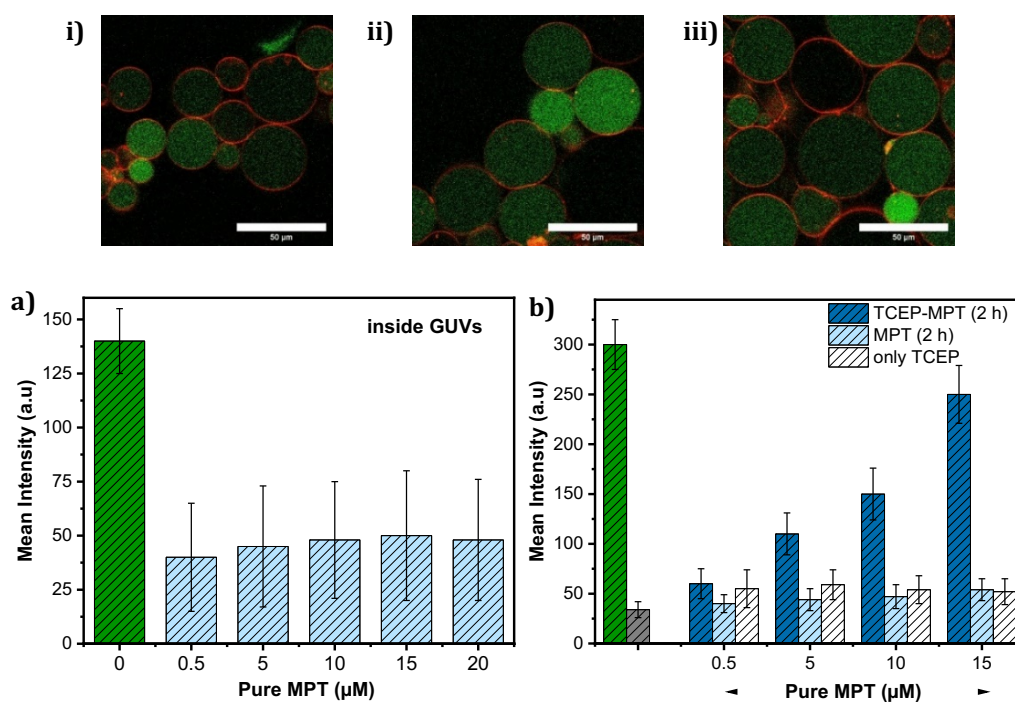 i)
ii)
iii)
50 µm
50 µm
50 µm
a)
inside GUVs
Mean Intensity (a.u)
150
125
100
75
50
25
0
0 0.5 5 10 15 20
Pure MPT (µM)
b)
TCEP-MPT (2 h)
MPT (2 h)
only TCEP
Mean Intensity (a.u)
300
250
200
150
100
50
0
0.5 5 10 15
◄ Pure MPT (µM) ►